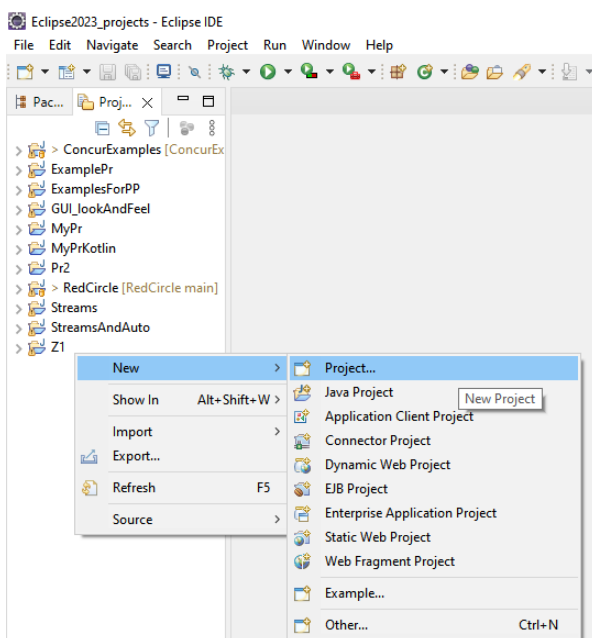 Eclipse2023_projects - Eclipse IDE
File Edit Navigate Search Project Run Window Help
Pac... Proj...
> ConcurExamples [ConcurEx
ExamplePr
ExamplesForPP
GUI_lookAndFeel
MyPr
MyPrKotlin
Pr2
> RedCircle [RedCircle main]
Streams
StreamsAndAuto
Z1
New
Show In Alt+Shift+W
Import
Export...
Refresh F5
Source
Project...
Java Project
New Project
Application Client Project
Connector Project
Dynamic Web Project
EJB Project
Enterprise Application Project
Static Web Project
Web Fragment Project
Example...
Other... Ctrl+N